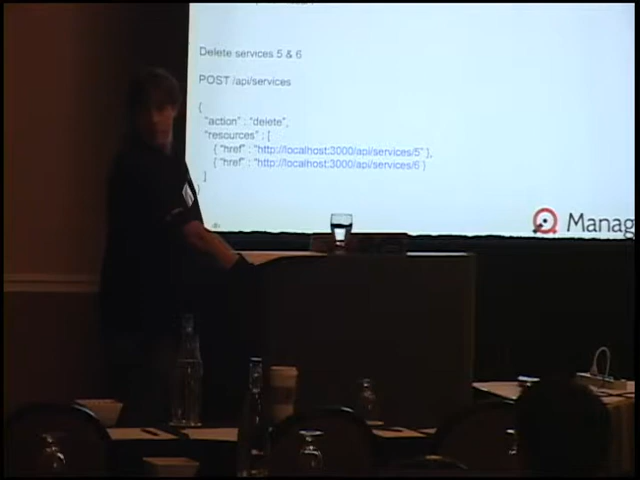 Delete services 5 & 6
POST /api/services
{
"action" : "delete",
"resources" : [
{ "href" : "http://localhost:3000/api/services/5" },
{ "href" : "http://localhost:3000/api/services/6" }
]
}
Manag